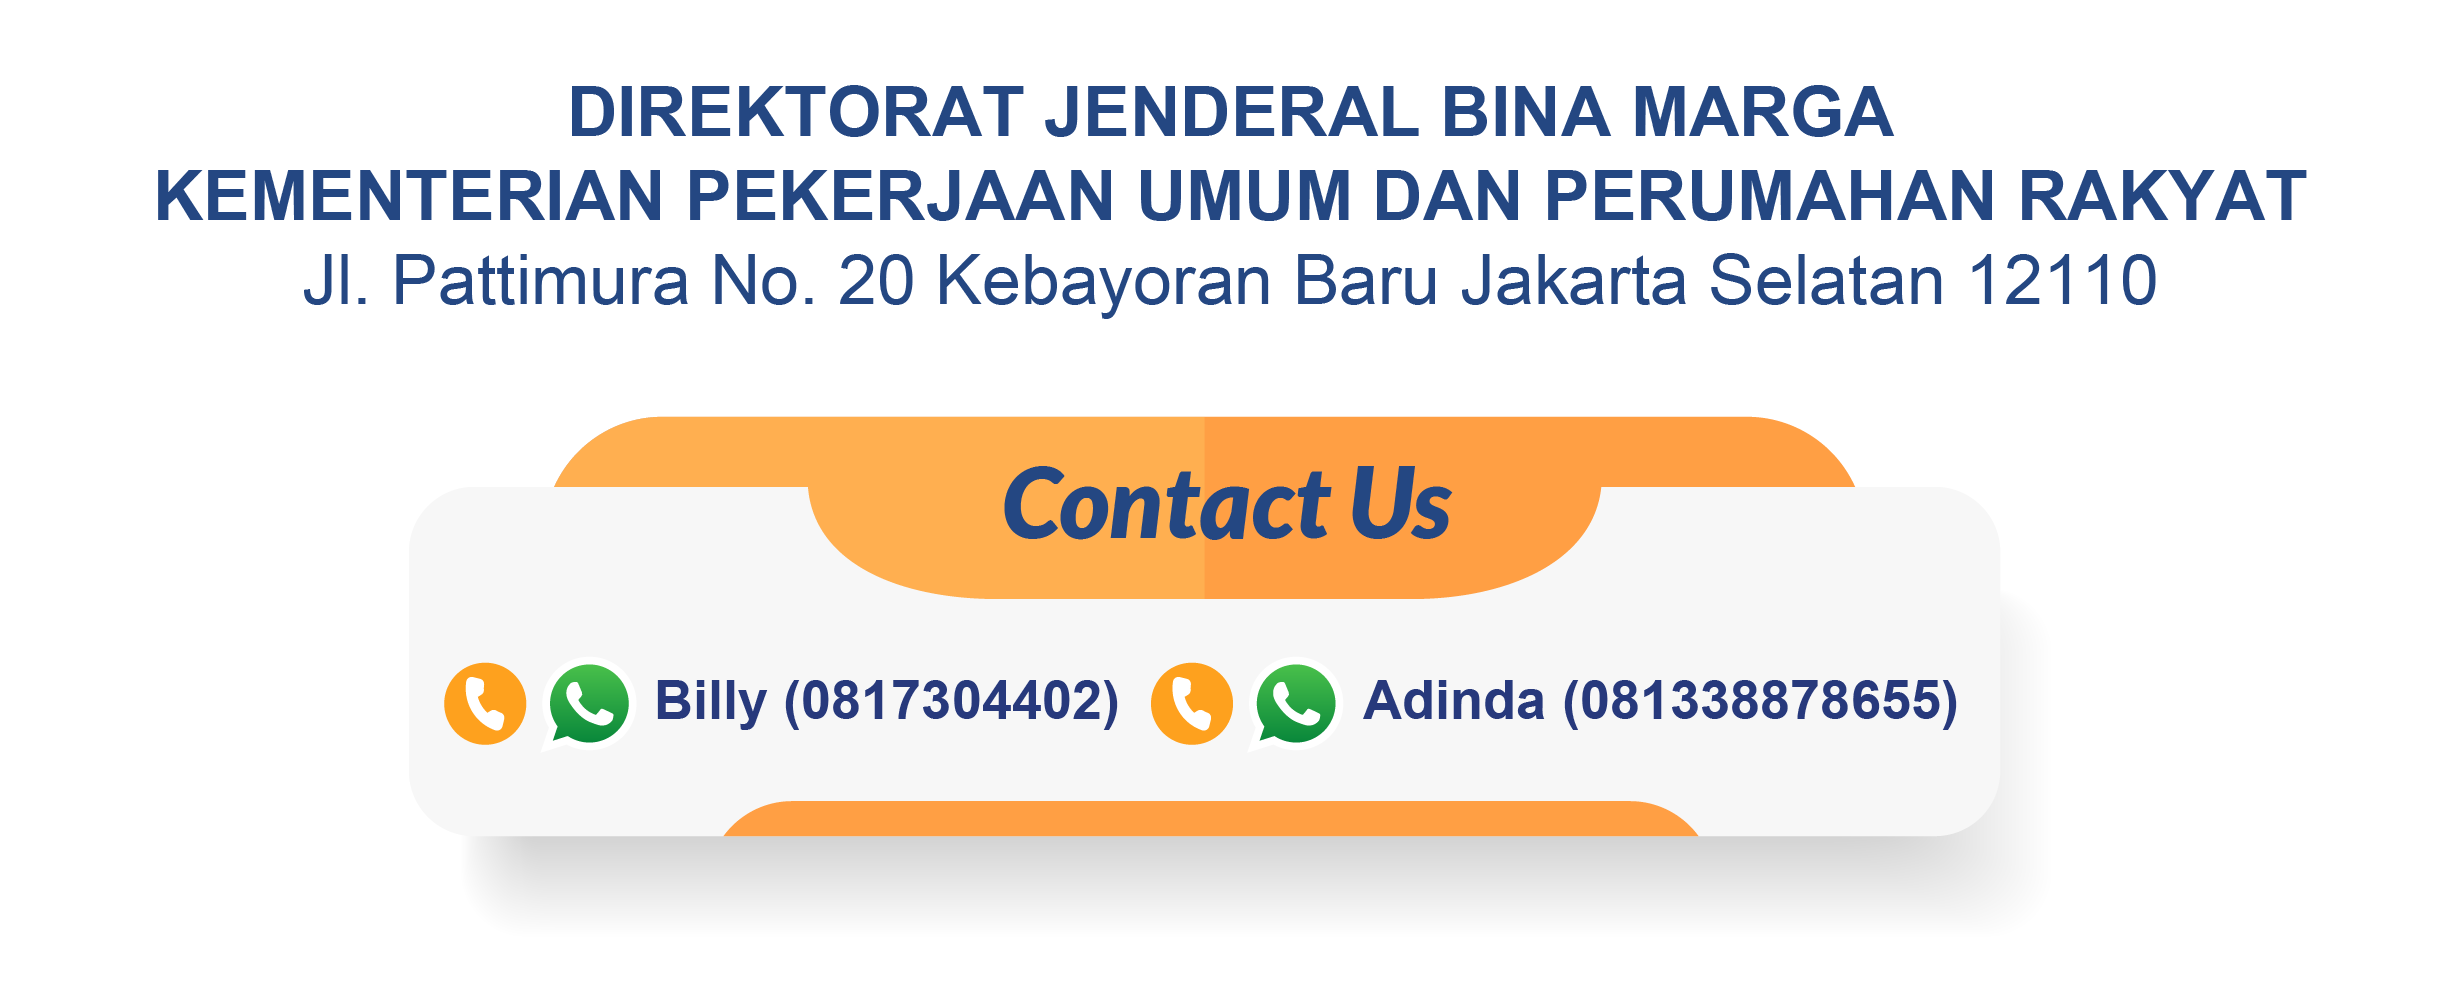 DIREKTORAT JENDERAL BINA MARGA
KEMENTERIAN PEKERJAAN UMUM DAN PERUMAHAN RAKYAT
Jl. Pattimura No. 20 Kebayoran Baru Jakarta Selatan 12110
Contact Us
Billy (0817304402) Adinda (081338878655)